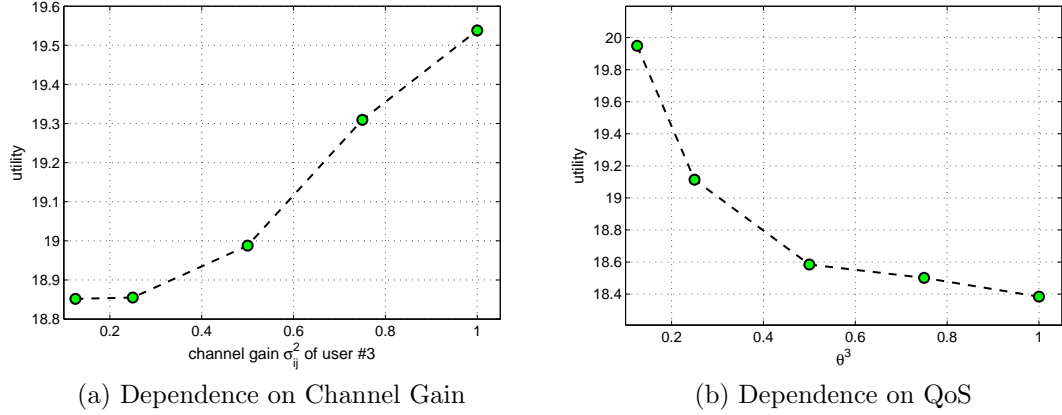 19.6
19.5
19.4
19.3
19.2
19.1
19
18.9
18.8
0.2 0.4 0.6 0.8 1
utility
channel gain σ²ij of user #3
(a) Dependence on Channel Gain
20
19.8
19.6
19.4
19.2
19
18.8
18.6
18.4
0.2 0.4 0.6 0.8 1
utility
θ³
(b) Dependence on QoS